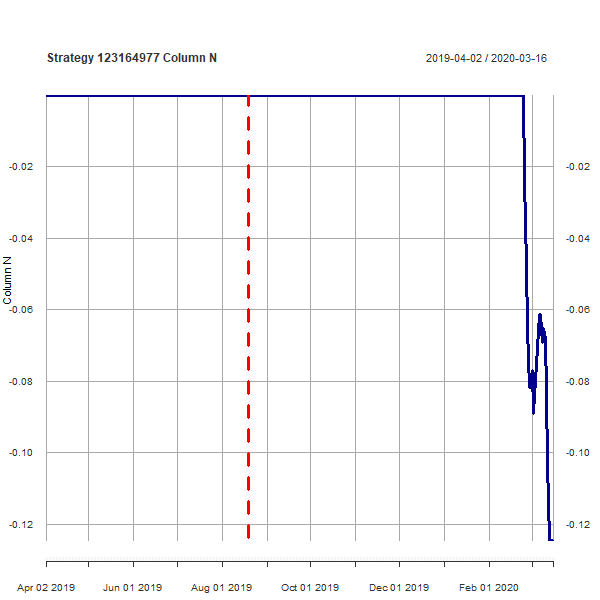 Strategy 123164977 Column N
2019-04-02 / 2020-03-16
-0.02
-0.02
-0.04
-0.04
Column N
-0.06
-0.06
-0.08
-0.08
-0.10
-0.10
-0.12
-0.12
Apr 02 2019
Jun 01 2019
Aug 01 2019
Oct 01 2019
Dec 01 2019
Feb 01 2020